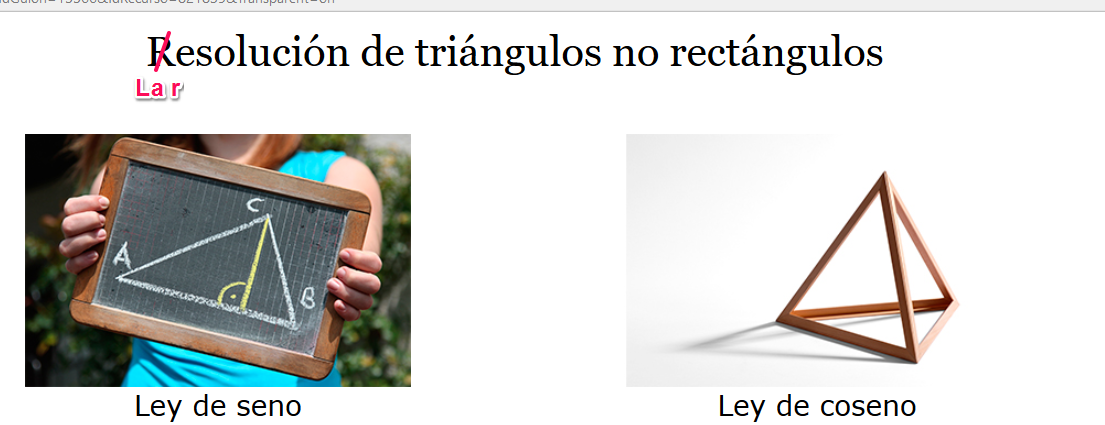 Resolución de triángulos no rectángulos
La r
C
A
B
Ley de seno
Ley de coseno